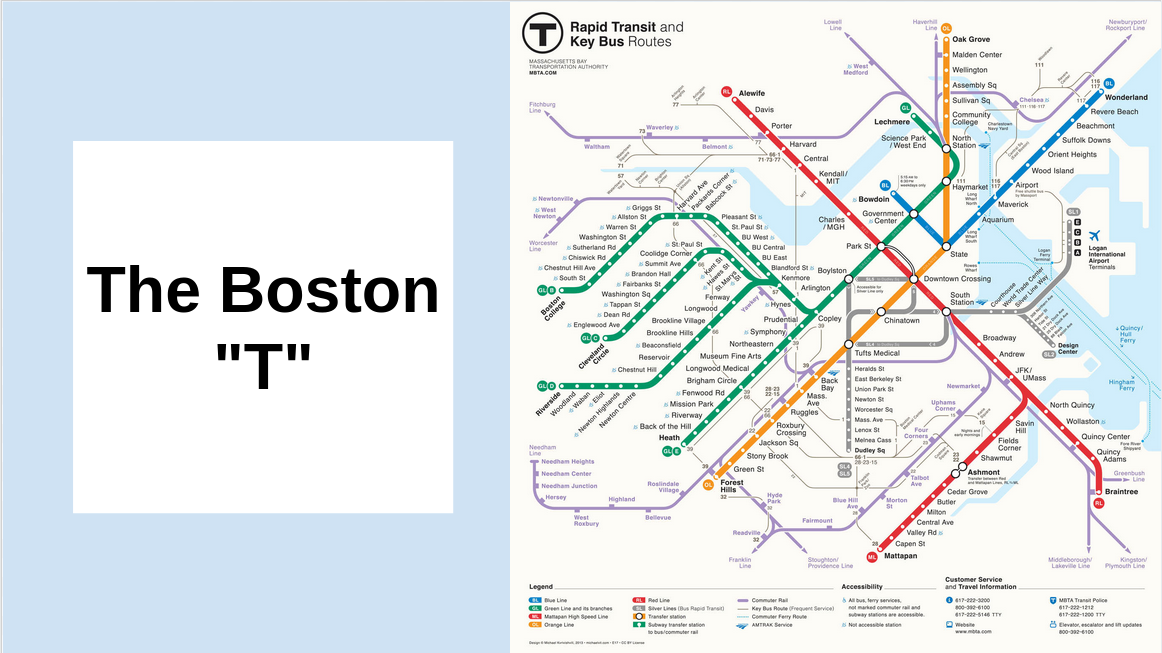 The Boston
"T"
T
Rapid Transit and
Key Bus Routes
MASSACHUSETTS BAY
TRANSPORTATION AUTHORITY
MBTA.COM
Lowell
Line
Haverhill
Line
Newburyport/
Rockport Line
OL
Oak Grove
Malden Center
Wellington
Assembly Sq
Sullivan Sq
Community
College
North
Station
Haymarket
West
Medford
Chelsea
BL
Wonderland
Revere Beach
Beachmont
Suffolk Downs
Orient Heights
Wood Island
Airport
Maverick
Aquarium
State
RL
Alewife
Davis
Porter
Harvard
Central
Kendall/
MIT
Charles
/MGH
Park St
GL
Lechmere
Science Park
/West End
BL
Bowdoin
Government
Center
Fitchburg
Line
Waltham
Waverley
Belmont
Newtonville
West
Newton
Worcester
Line
Harvard Ave
Packards Corner
Babcock St
Griggs St
Allston St
Warren St
Washington St
Sutherland Rd
Chiswick Rd
Chestnut Hill Ave
South St
GL B
Boston
College
Pleasant St
St.Paul St
BU West
BU Central
BU East
Blandford St
St. Paul St
Coolidge Corner
Summit Ave
Brandon Hall
Fairbanks St
Washington Sq
Tappan St
Dean Rd
Englewood Ave
GL C
Cleveland
Circle
Kent St
Hawes St
St.Marys St
Fenway
Longwood
Brookline Village
Brookline Hills
Beaconsfield
Reservoir
Chestnut Hill
GL D
Riverside
Woodland
Waban
Eliot
Newton Highlands
Newton Centre
Yawkey
Hynes
Arlington
Boylston
Copley
Prudential
Symphony
Northeastern
Museum Fine Arts
Longwood Medical
Brigham Circle
Fenwood Rd
Mission Park
Riverway
Back of the Hill
Heath
GL E
Downtown Crossing
South
Station
Chinatown
Tufts Medical
Back
Bay
Mass.
Ave
Ruggles
Roxbury
Crossing
Jackson Sq
Stony Brook
Green St
OL
Forest
Hills
Herald St
East Berkeley St
Union Park St
Newton St
Worcester Sq
Mass. Ave
Lenox St
Melnea Cass
Dudley Sq
SL4
SL5
Courthouse
World Trade Center
Silver Line Way
SL1
E
C
B
A
Logan
International
Airport
Terminals
Design
Center
SL2
Quincy/
Hull
Ferry
Hingham
Ferry
Broadway
Andrew
JFK/
UMass
North Quincy
Wollaston
Quincy Center
Quincy
Adams
Braintree
RL
Greenbush
Line
Savin
Hill
Fields
Corner
Shawmut
Ashmont
Cedar Grove
Butler
Milton
Central Ave
Valley Rd
Capen St
ML
Mattapan
Newmarket
Uphams
Corner
Four
Corners
Talbot
Ave
Morton
St
Blue Hill
Ave
Fairmount
Needham
Line
Needham Heights
Needham Center
Needham Junction
Hersey
West
Roxbury
Highland
Bellevue
Roslindale
Village
Hyde
Park
Readville
Franklin
Line
Stoughton/
Providence Line
Middleborough/
Lakeville Line
Kingston/
Plymouth Line
Legend
BL Blue Line
GL Green Line and its branches
ML Mattapan High Speed Line
OL Orange Line
RL Red Line
SL Silver Lines (Bus Rapid Transit)
Transfer station
Subway transfer station
to bus/commuter rail
Commuter Rail
Key Bus Route (Frequent Service)
Commuter Ferry Route
AMTRAK Service
Accessibility
All bus, ferry services,
not marked commuter rail and
subway stations are accessible.
Not accessible station
Customer Service
and Travel Information
617-222-3200
800-392-6100
617-222-5146 TTY
Website
www.mbta.com
MBTA Transit Police
617-222-1212
617-222-1200 TTY
Elevator, escalator and lift updates
800-392-6100